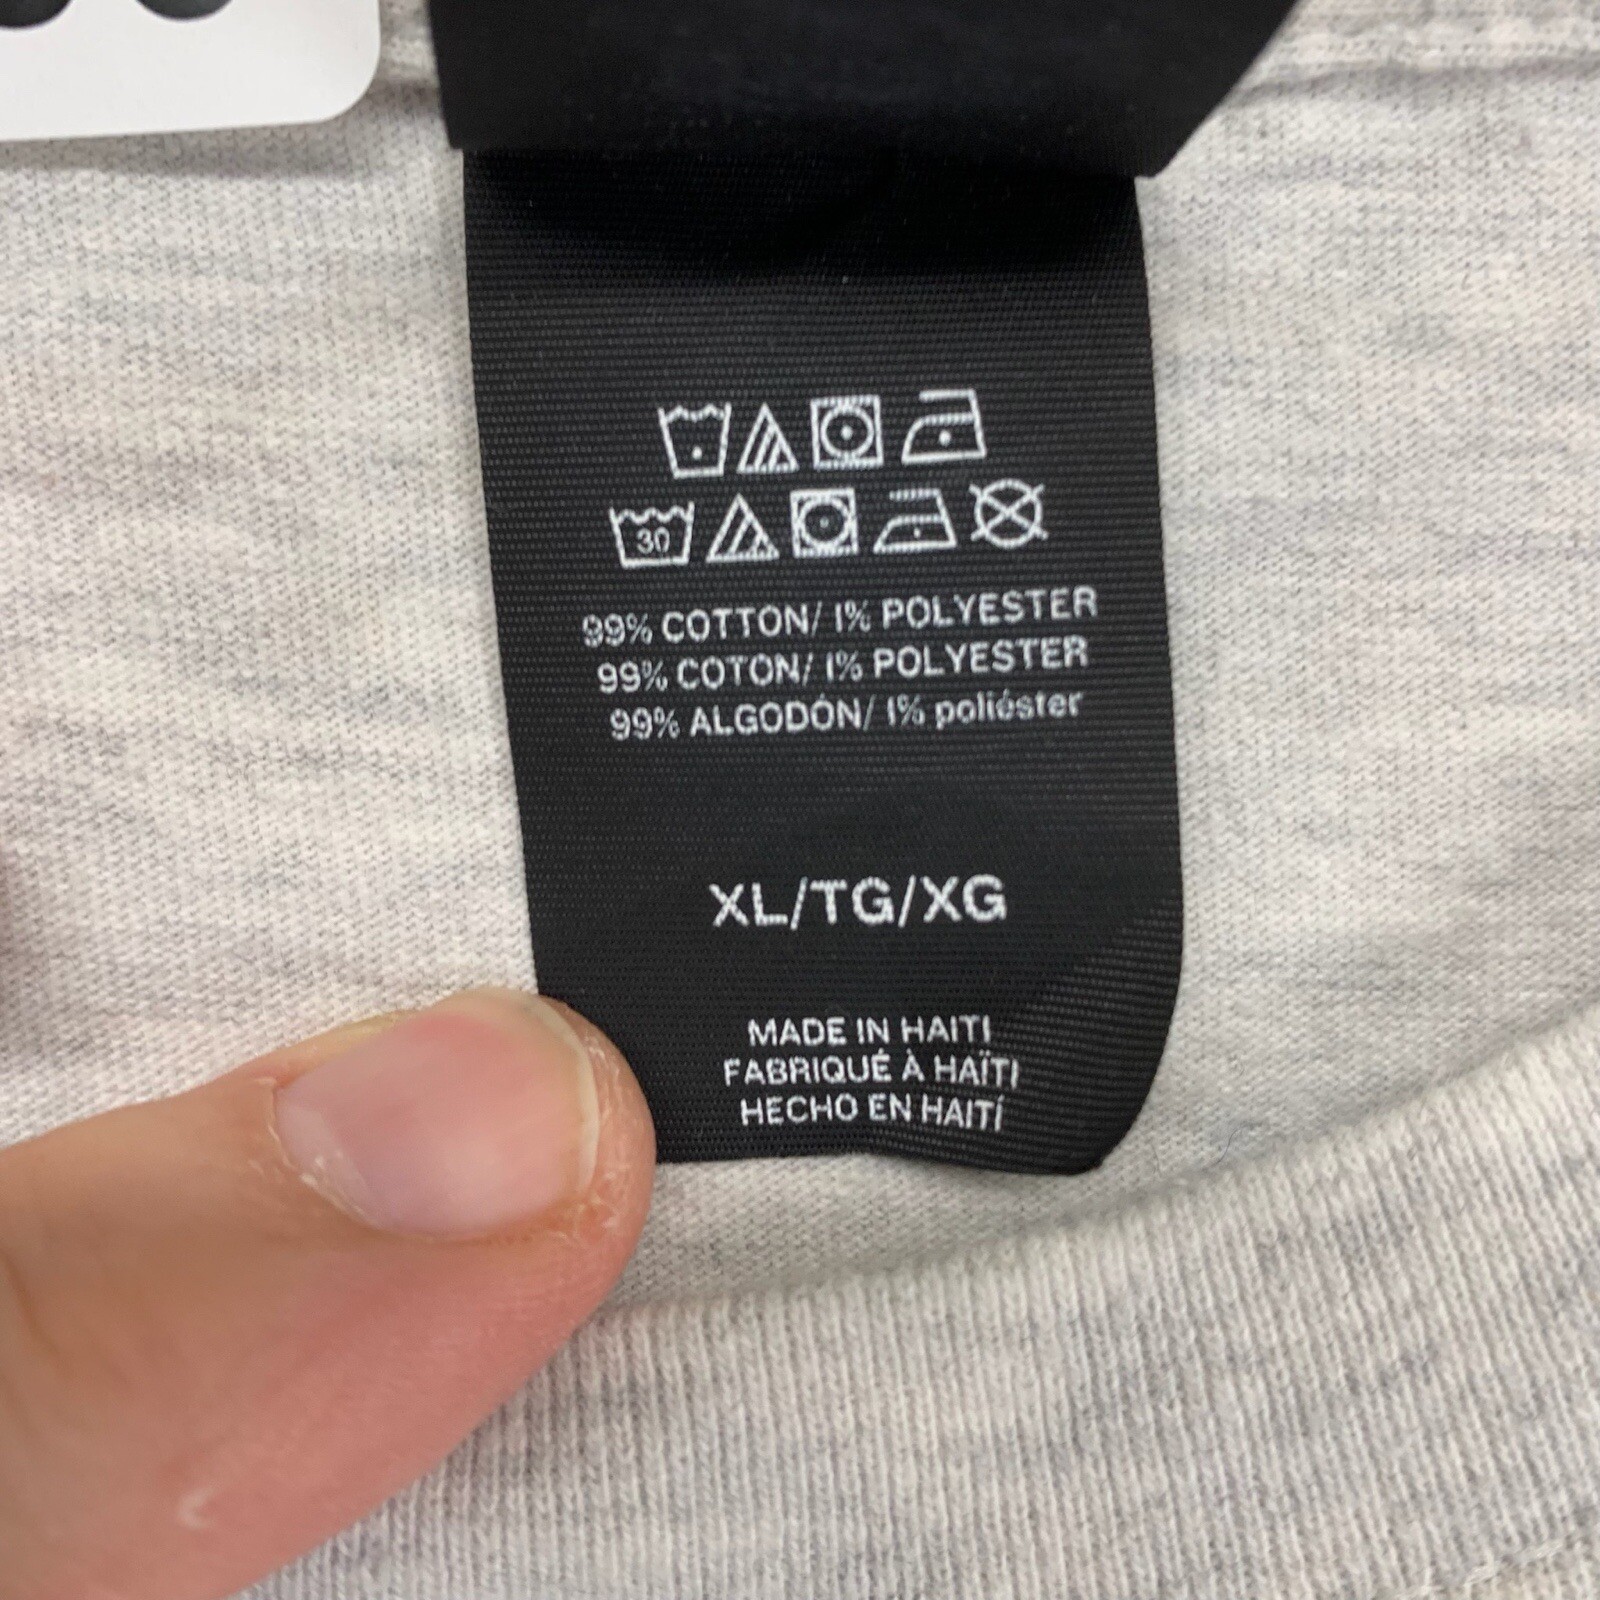 30
99% COTTON/ 1% POLYESTER
99% COTON/ 1% POLYESTER
99% ALGODÓN/ 1% poliéster
XL/TG/XG
MADE IN HAITI
FABRIQUÉ À HAÏTI
HECHO EN HAITÍ